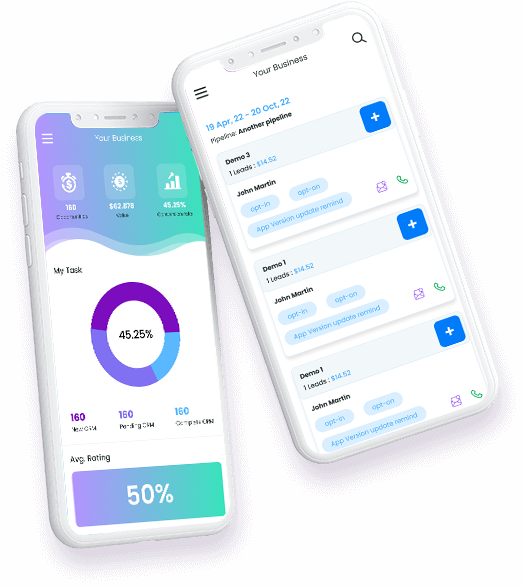 Your Business
160
Opportunities
$62.878
Value
45.25%
My Task
45.25%
160
New CRM
160
Pending CRM
160
Complete CRM
Avg. Rating
50%
Your Business
19 Apr, 22 - 20 Oct, 22
Pipeline: Another pipeline
Demo 3
1 Leads : $14.52
John Martin
opt-in
opt-on
App Version update remind
Demo 1
1 Leads : $14.52
John Martin
opt-in
opt-on
App Version update remind
Demo 1
1 Leads : $14.52
John Martin
opt-in
opt-on
App Version update remind